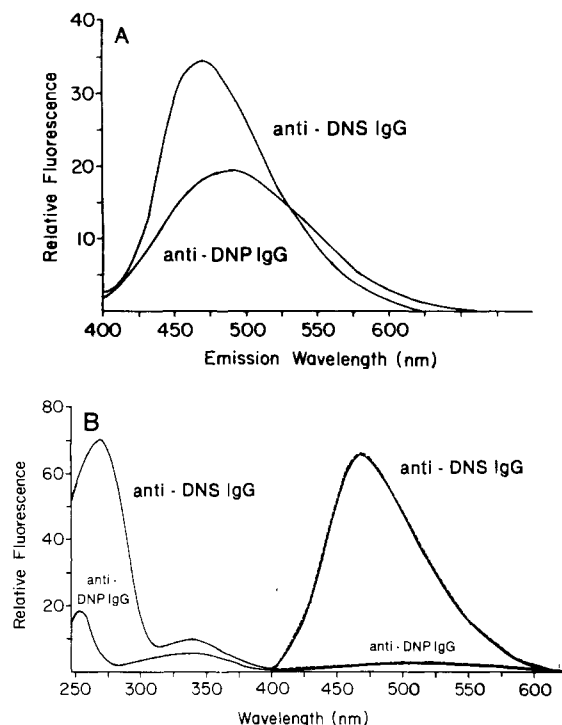 A
40
30
20
10
Relative Fluorescence
anti - DNS IgG
anti - DNP IgG
400 450 500 550 600
Emission Wavelength (nm)
B
80
60
40
20
Relative Fluorescence
anti - DNS IgG
anti - DNS IgG
anti -
DNP IgG
anti - DNP IgG
250 300 350 400 450 500 550 600
Wavelength (nm)